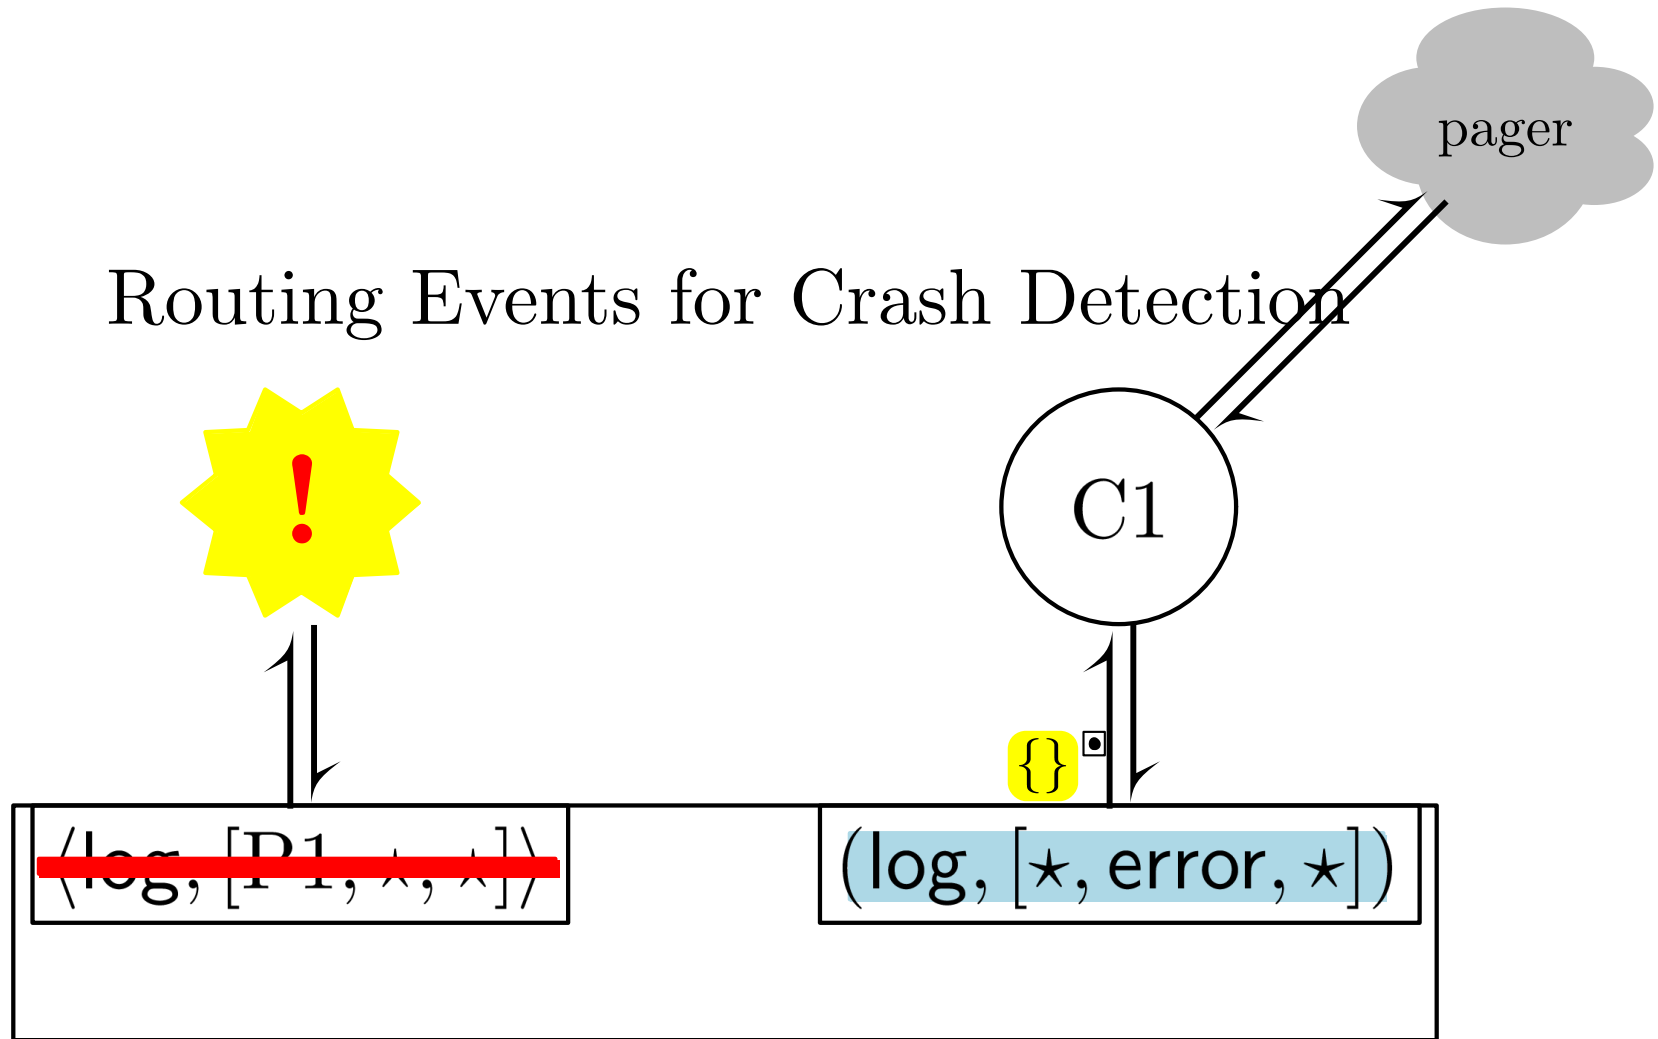 pager
Routing Events for Crash Detection
!
C1
{}
⟨log, [P1, ⋆, ⋆]⟩
(log, [⋆, error, ⋆])